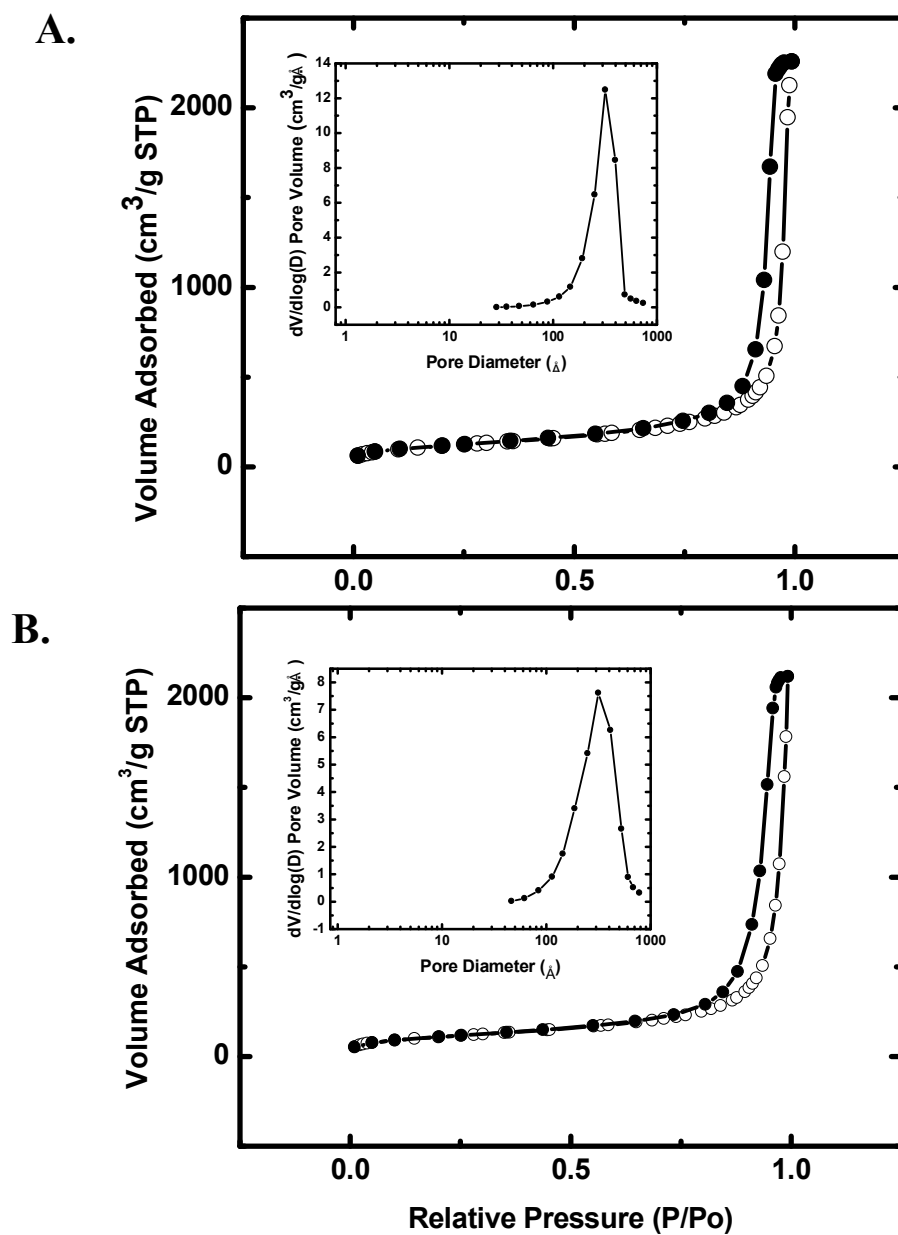 A.
Volume Adsorbed (cm³/g STP)
2000
1000
0
0.0 0.5 1.0
dV/dlog(D) Pore Volume (cm³/gÅ)
14
12
10
8
6
4
2
0
1 10 100 1000
Pore Diameter (Å)
B.
Volume Adsorbed (cm³/g STP)
2000
1000
0
0.0 0.5 1.0
Relative Pressure (P/Po)
dV/dlog(D) Pore Volume (cm³/gÅ)
8
7
6
5
4
3
2
1
0
-1
1 10 100 1000
Pore Diameter (Å)